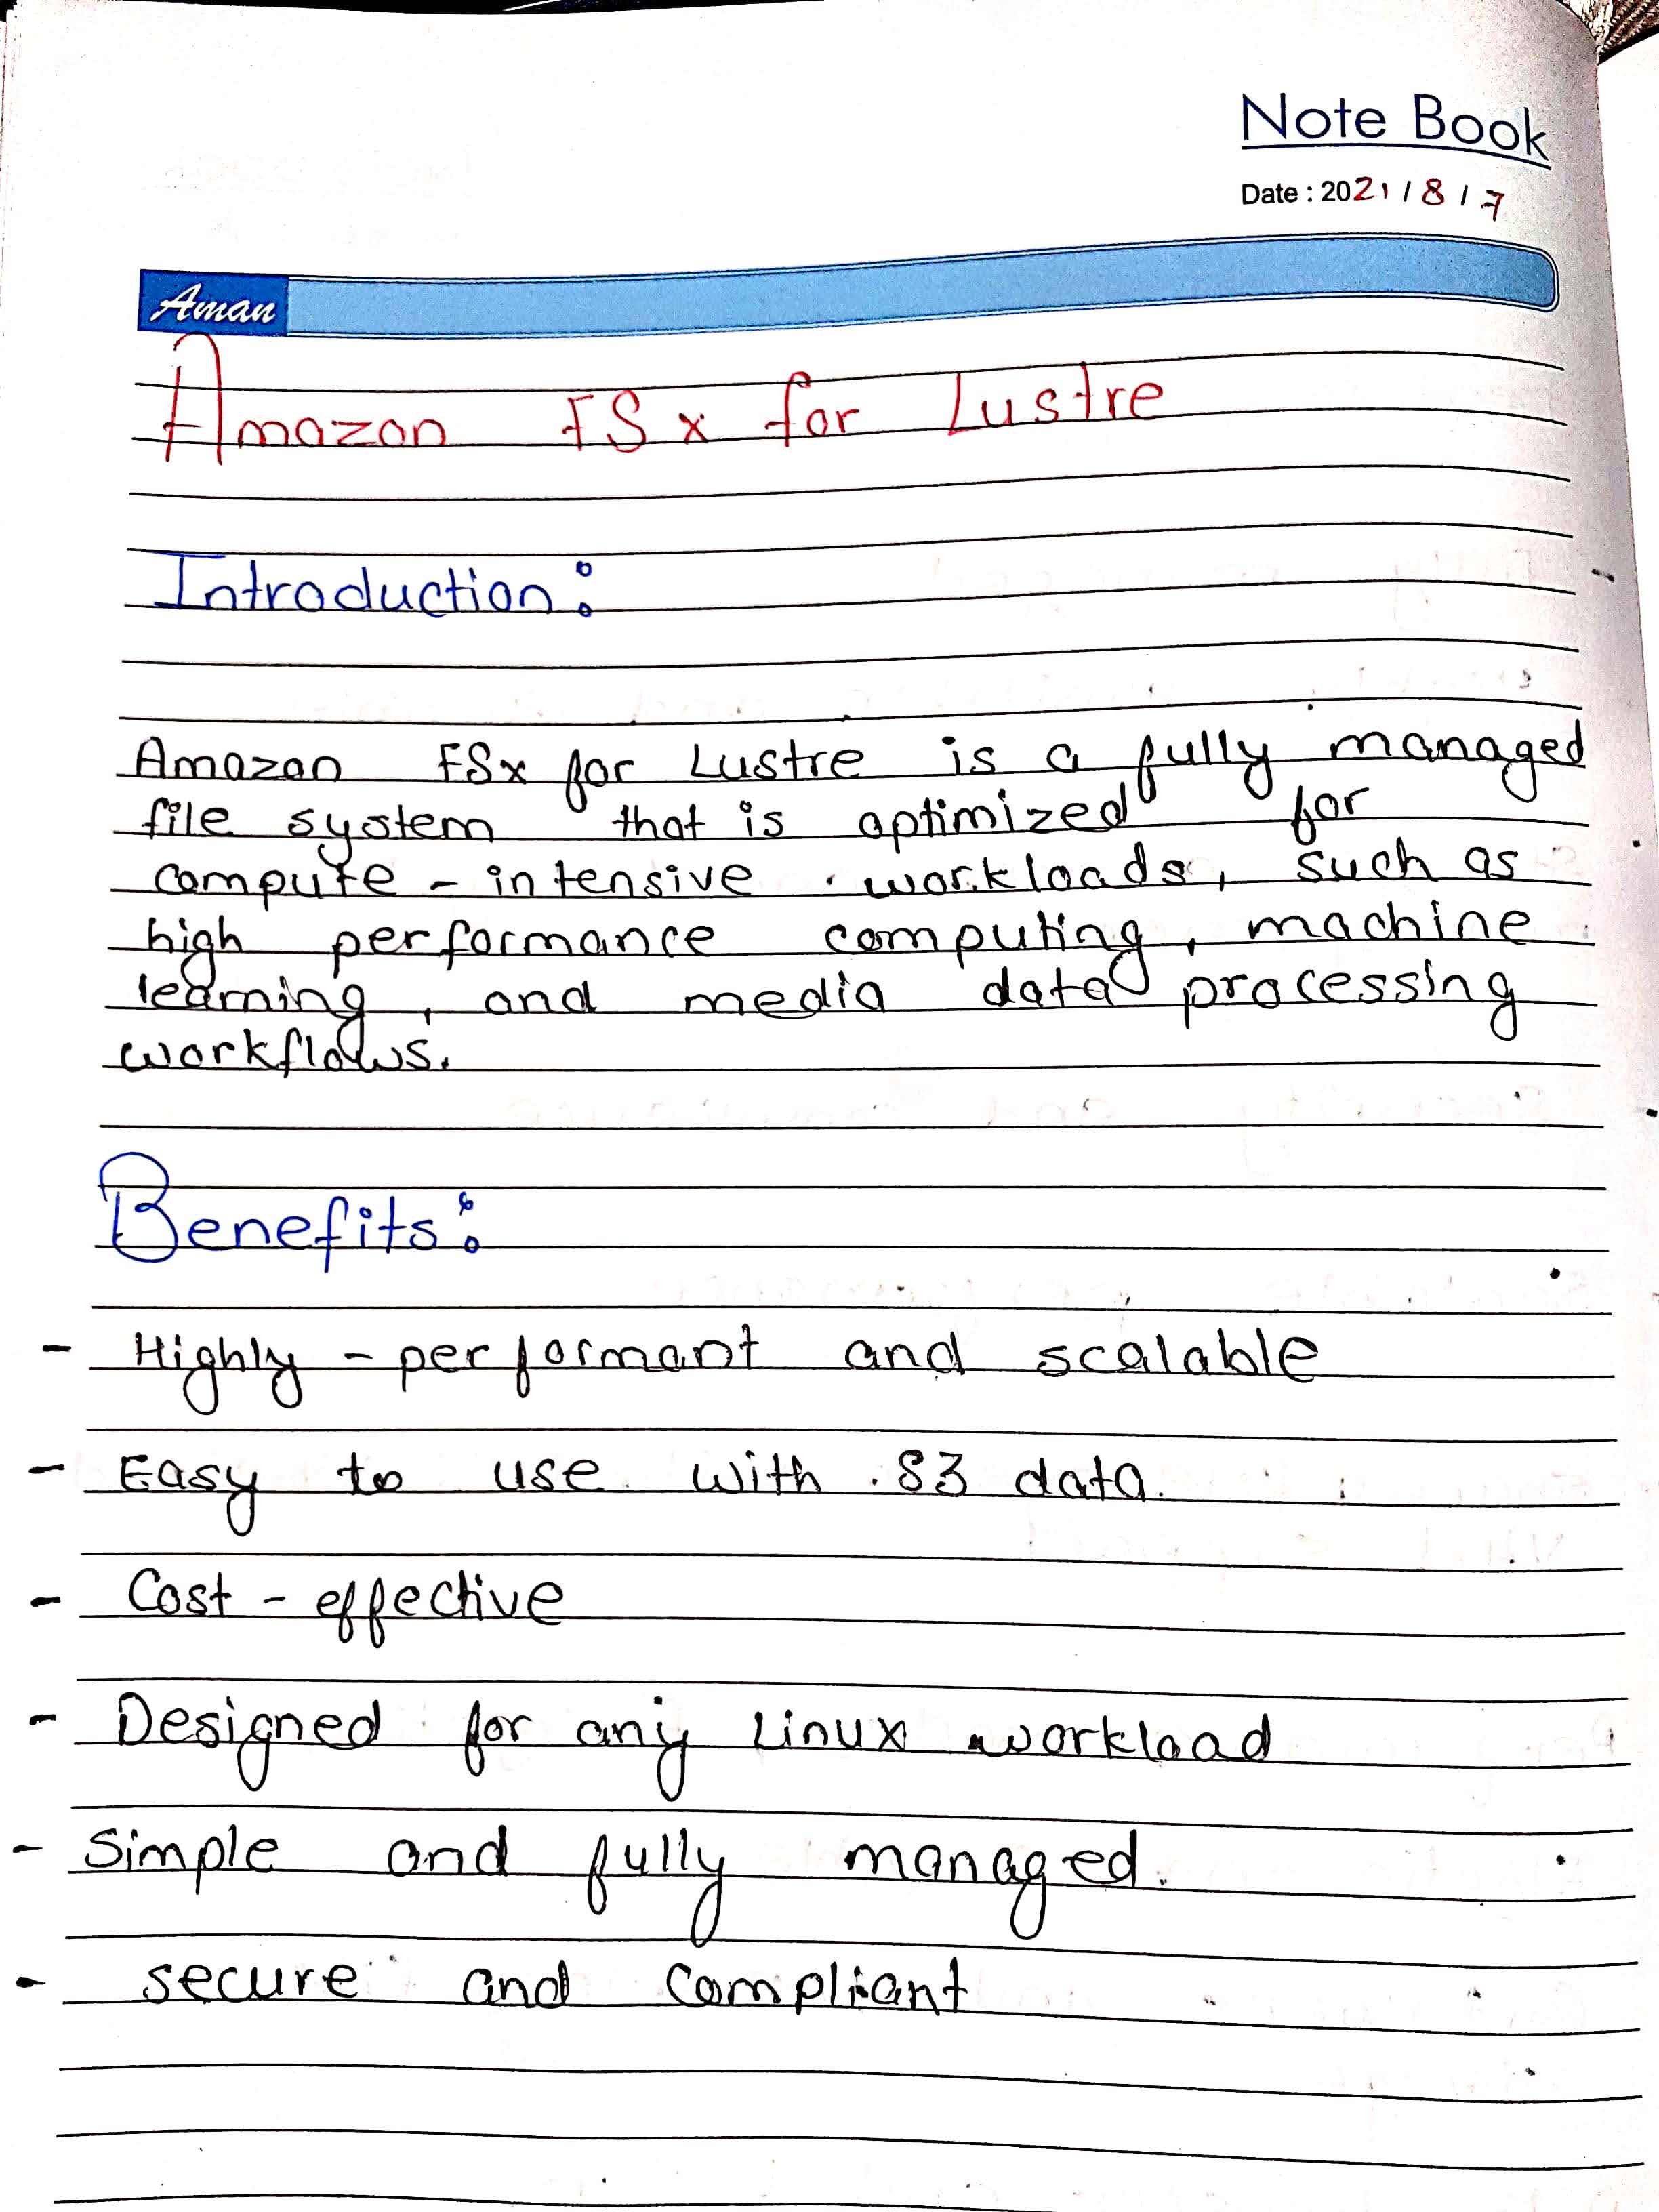 Note Book
Date : 2021 / 8 / 7
Aman
Amazon FSx for Lustre
Introduction:
Amazon FSx for Lustre is a fully managed
file system that is optimized for
compute - intensive workloads, such as
high performance computing, machine
learning, and media data processing
workflows.
Benefits:
- Highly - performant and scalable
- Easy to use with S3 data.
- Cost - effective
- Designed for any Linux workload
- Simple and fully managed.
- secure and compliant